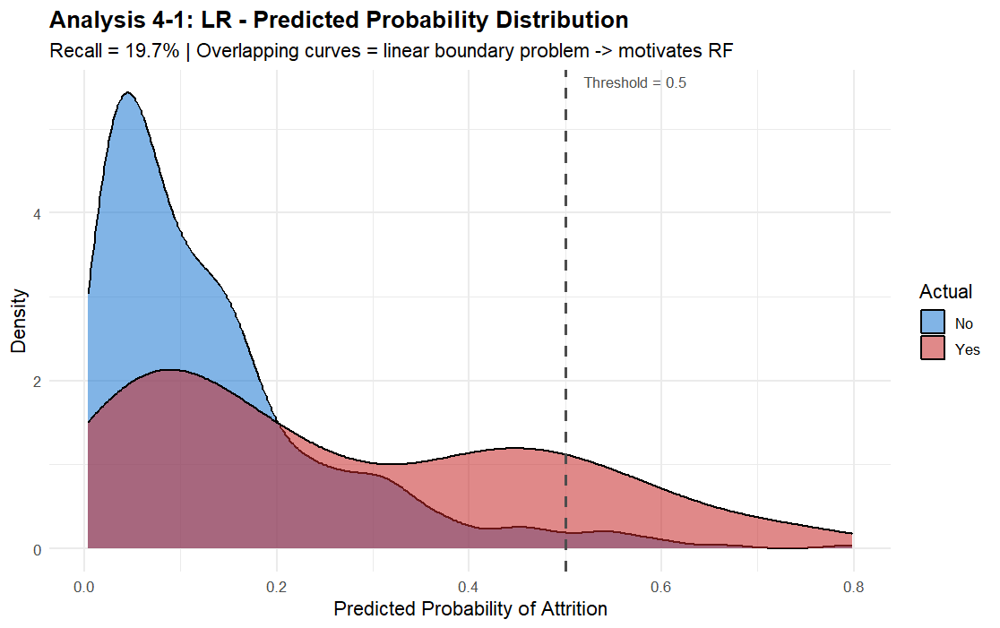 Analysis 4-1: LR - Predicted Probability Distribution
Recall = 19.7% | Overlapping curves = linear boundary problem -> motivates RF
Threshold = 0.5
4
2
0
Density
0.0 0.2 0.4 0.6 0.8
Predicted Probability of Attrition
Actual
No
Yes